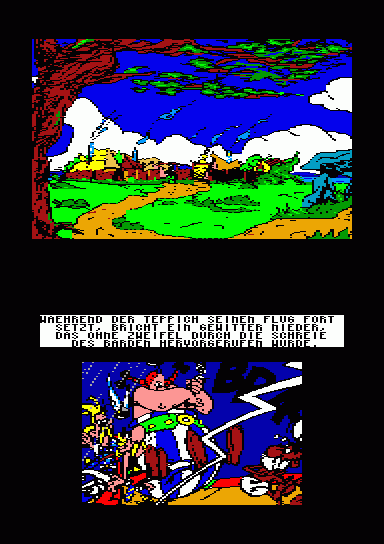 WAEHREND DER TEPPICH SEINEN FLUG FORT
SETZT, BRICHT EIN GEWITTER NIEDER,
DAS OHNE ZWEIFEL DURCH DIE SCHREIE
DES BARDEN HERVORGERUFEN WURDE.